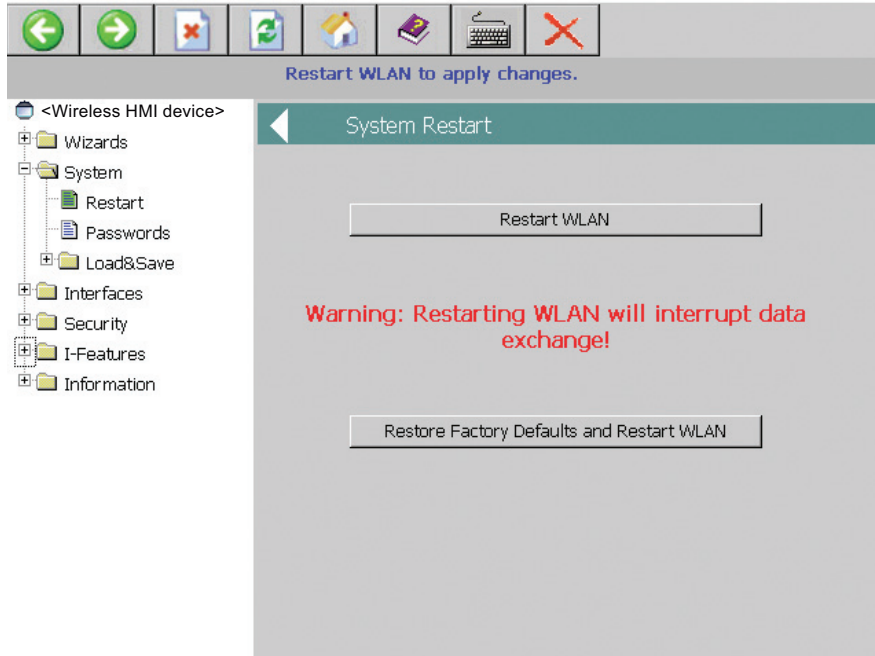 Restart WLAN to apply changes.
<Wireless HMI device>
Wizards
System
Restart
Passwords
Load&Save
Interfaces
Security
I-Features
Information
System Restart
Restart WLAN
Warning: Restarting WLAN will interrupt data
exchange!
Restore Factory Defaults and Restart WLAN